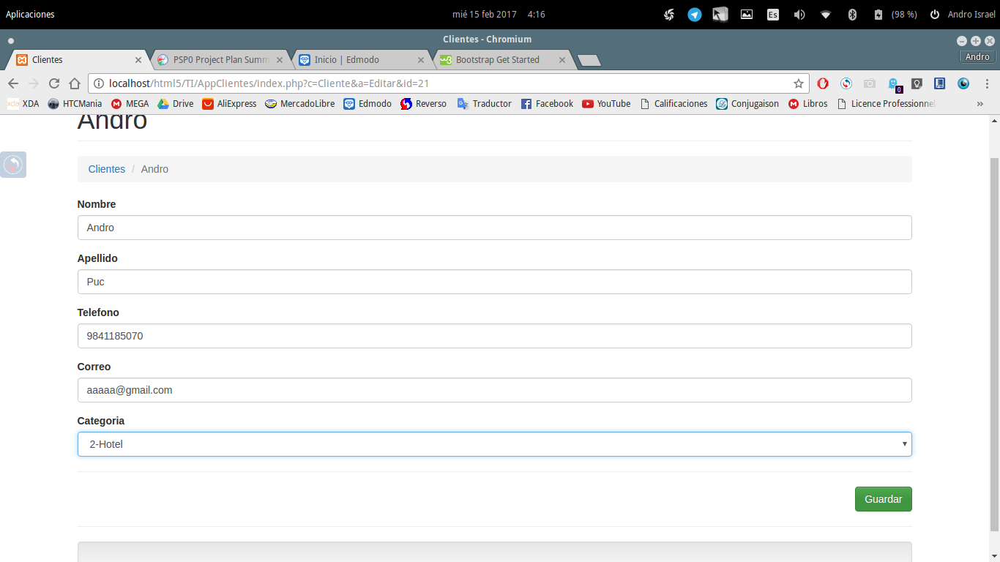 Aplicaciones mié 15 feb 2017 4:16 Es (98 %) Andro Israel
Clientes - Chromium
Clientes PSP0 Project Plan Summ Inicio | Edmodo Bootstrap Get Started Andro
localhost/html5/TI/AppClientes/index.php?c=Cliente&a=Editar&id=21 0
XDA HTCMania MEGA Drive AliExpress MercadoLibre Edmodo Reverso Traductor Facebook YouTube Calificaciones Conjugaison Libros Licence Professionnel »
Andro
Clientes / Andro
Nombre
Andro
Apellido
Puc
Telefono
9841185070
Correo
aaaaa@gmail.com
Categoria
2-Hotel
Guardar